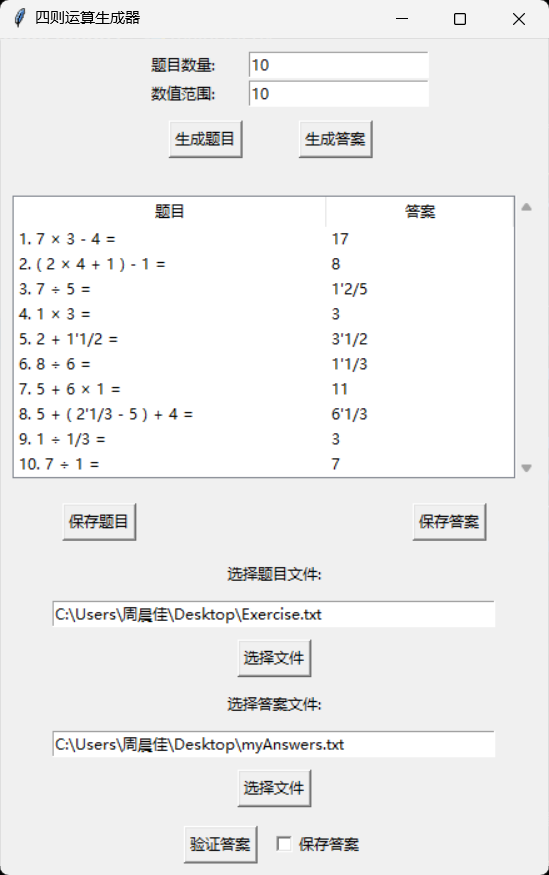 四则运算生成器
题目数量: 10
数值范围: 10
生成题目 生成答案
题目 答案
1. 7 × 3 - 4 = 17
2. ( 2 × 4 + 1 ) - 1 = 8
3. 7 ÷ 5 = 1'2/5
4. 1 × 3 = 3
5. 2 + 1'1/2 = 3'1/2
6. 8 ÷ 6 = 1'1/3
7. 5 + 6 × 1 = 11
8. 5 + ( 2'1/3 - 5 ) + 4 = 6'1/3
9. 1 ÷ 1/3 = 3
10. 7 ÷ 1 = 7
保存题目 保存答案
选择题目文件:
C:\Users\周晨佳\Desktop\Exercise.txt
选择文件
选择答案文件:
C:\Users\周晨佳\Desktop\myAnswers.txt
选择文件
验证答案 保存答案